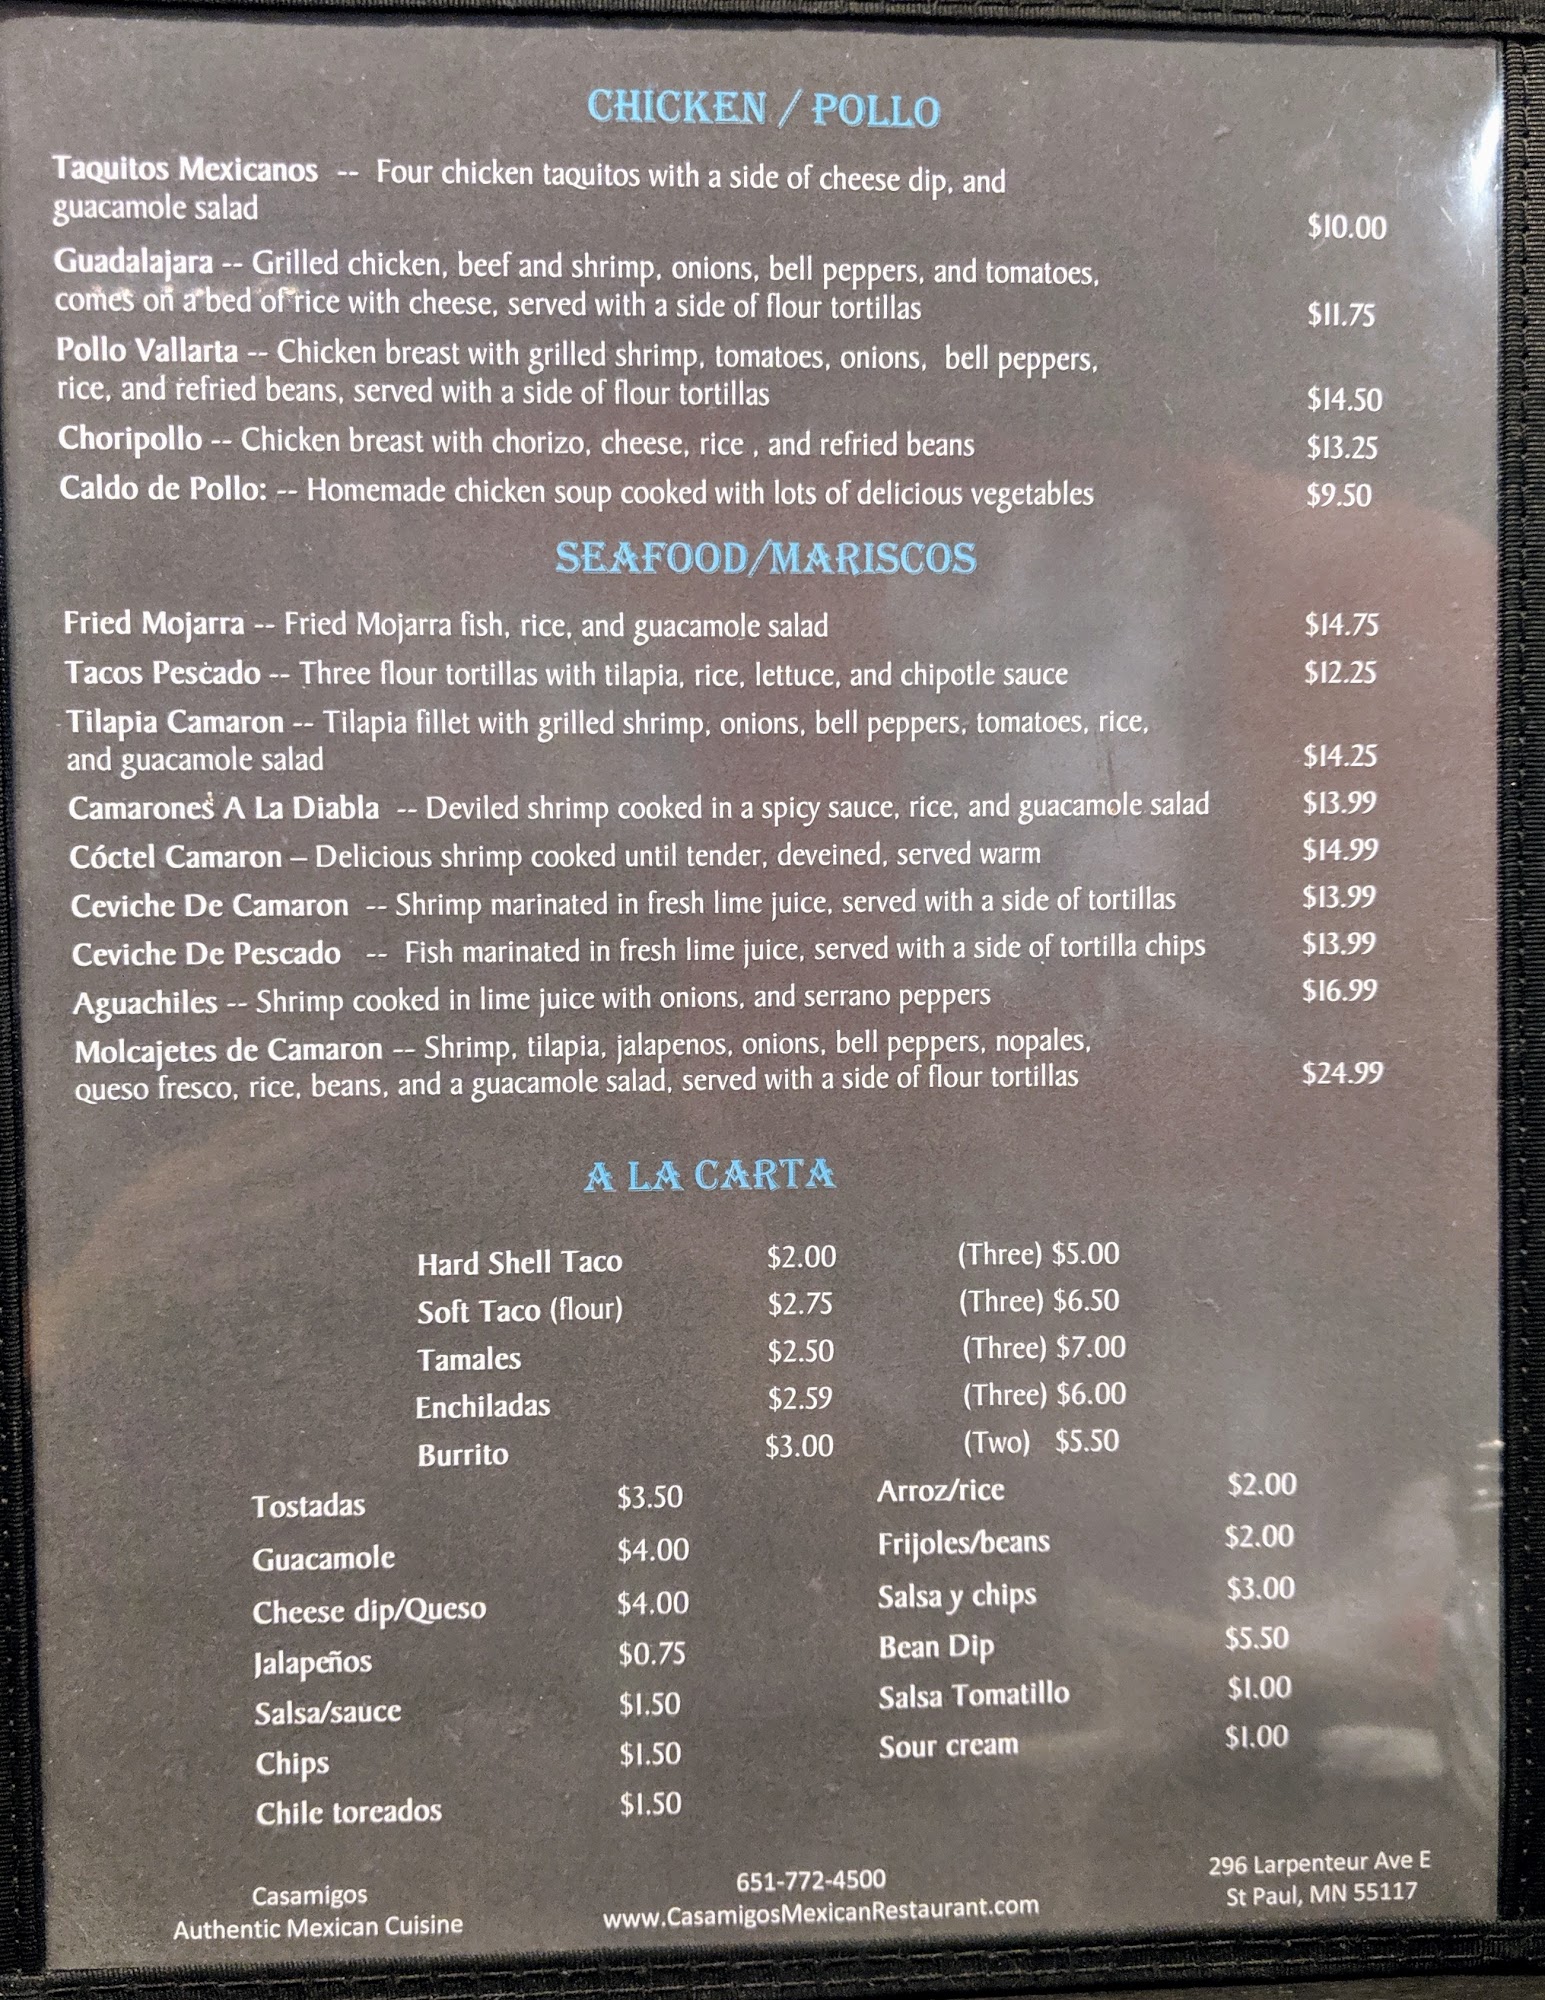 CHICKEN / POLLO
Taquitos Mexicanos -- Four chicken taquitos with a side of cheese dip, and
guacamole salad
$10.00
Guadalajara -- Grilled chicken, beef and shrimp, onions, bell peppers, and tomatoes,
comes on a bed of rice with cheese, served with a side of flour tortillas
$11.75
Pollo Vallarta -- Chicken breast with grilled shrimp, tomatoes, onions, bell peppers,
rice, and refried beans, served with a side of flour tortillas
$14.50
Choripollo -- Chicken breast with chorizo, cheese, rice , and refried beans $13.25
Caldo de Pollo: -- Homemade chicken soup cooked with lots of delicious vegetables $9.50
SEAFOOD/MARISCOS
Fried Mojarra -- Fried Mojarra fish, rice, and guacamole salad $14.75
Tacos Pescado -- Three flour tortillas with tilapia, rice, lettuce, and chipotle sauce $12.25
Tilapia Camaron -- Tilapia fillet with grilled shrimp, onions, bell peppers, tomatoes, rice,
and guacamole salad $14.25
Camarones A La Diabla -- Deviled shrimp cooked in a spicy sauce, rice, and guacamole salad $13.99
Cóctel Camaron – Delicious shrimp cooked until tender, deveined, served warm $14.99
Ceviche De Camaron -- Shrimp marinated in fresh lime juice, served with a side of tortillas $13.99
Ceviche De Pescado -- Fish marinated in fresh lime juice, served with a side of tortilla chips $13.99
Aguachiles -- Shrimp cooked in lime juice with onions, and serrano peppers $16.99
Molcajetes de Camaron -- Shrimp, tilapia, jalapenos, onions, bell peppers, nopales,
queso fresco, rice, beans, and a guacamole salad, served with a side of flour tortillas $24.99
A LA CARTA
Hard Shell Taco $2.00 (Three) $5.00
Soft Taco (flour) $2.75 (Three) $6.50
Tamales $2.50 (Three) $7.00
Enchiladas $2.59 (Three) $6.00
Burrito $3.00 (Two) $5.50
Tostadas $3.50 Arroz/rice $2.00
Guacamole $4.00 Frijoles/beans $2.00
Cheese dip/Queso $4.00 Salsa y chips $3.00
Jalapeños $0.75 Bean Dip $5.50
Salsa/sauce $1.50 Salsa Tomatillo $1.00
Chips $1.50 Sour cream $1.00
Chile toreados $1.50
Casamigos
Authentic Mexican Cuisine
651-772-4500
www.CasamigosMexicanRestaurant.com
296 Larpenteur Ave E
St Paul, MN 55117